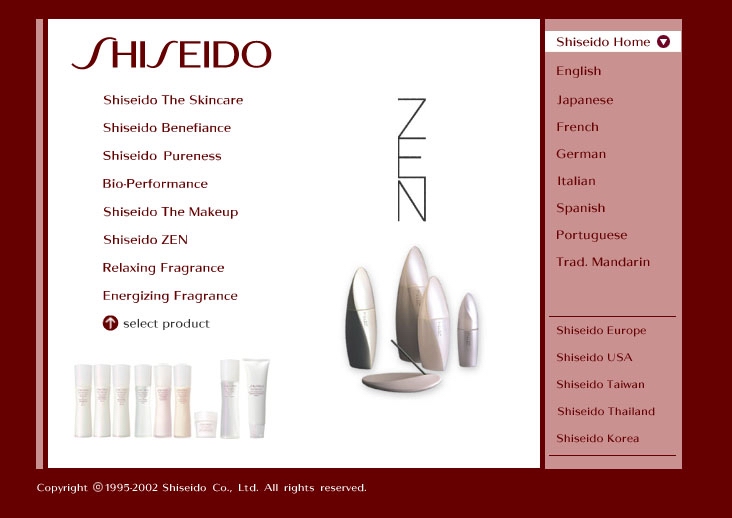 SHISEIDO
Shiseido The Skincare
Shiseido Benefiance
Shiseido Pureness
Bio-Performance
Shiseido The Makeup
Shiseido ZEN
Relaxing Fragrance
Energizing Fragrance
select product
ZEN
Shiseido Home
English
Japanese
French
German
Italian
Spanish
Portuguese
Trad. Mandarin
Shiseido Europe
Shiseido USA
Shiseido Taiwan
Shiseido Thailand
Shiseido Korea
Copyright ©1995-2002 Shiseido Co., Ltd. All rights reserved.